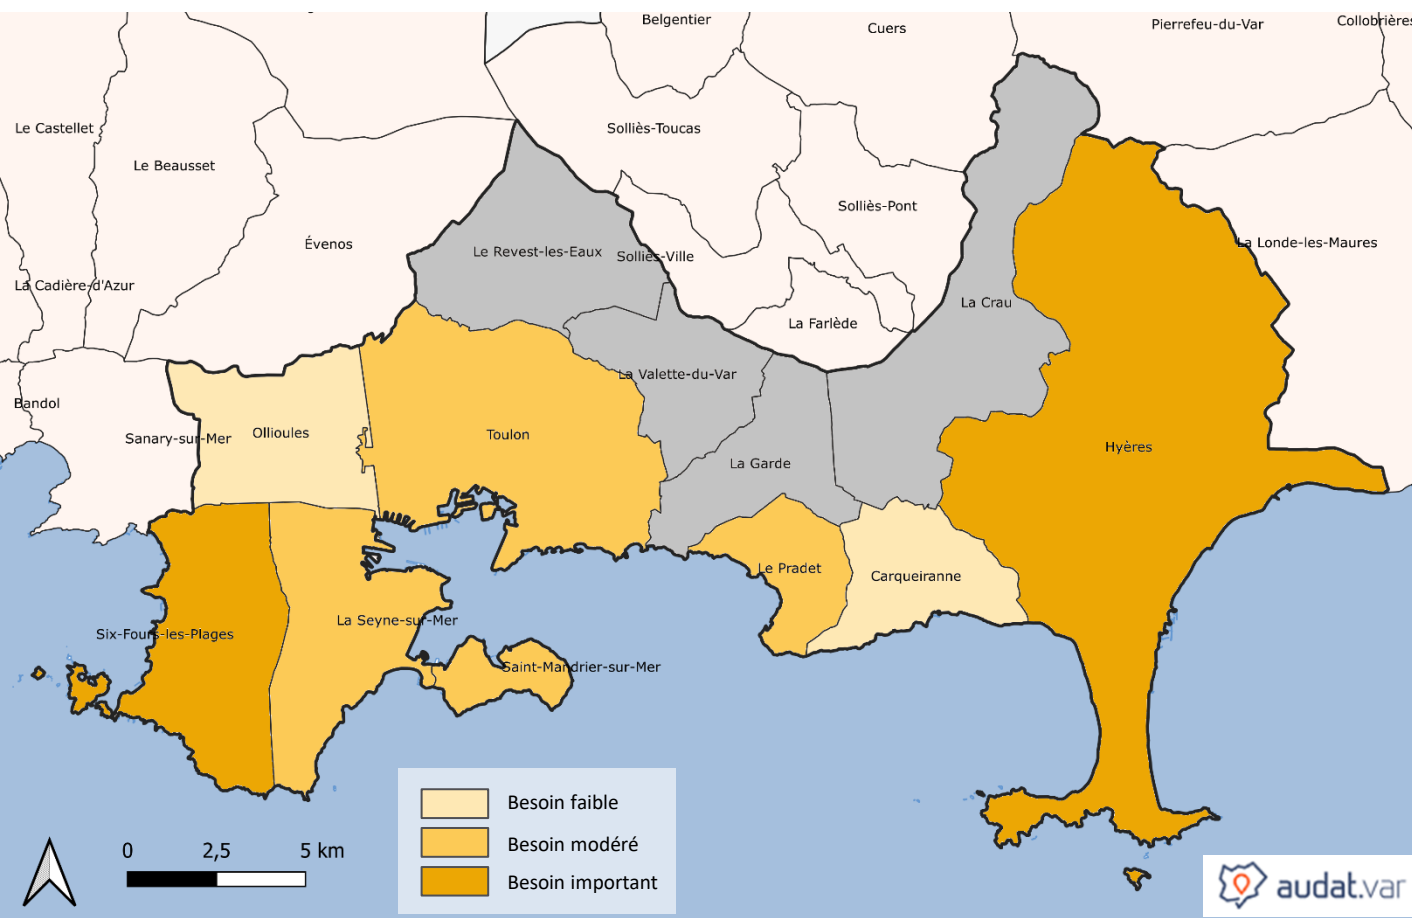 Belgentier
Cuers
Pierrefeu-du-Var
Collobrières
Le Castellet
Solliès-Toucas
Le Beausset
Solliès-Pont
Évenos
Le Revest-les-Eaux
Solliès-Ville
La Londe-les-Maures
La Cadière-d'Azur
La Crau
La Farlède
La Valette-du-Var
Bandol
Sanary-sur-Mer
Ollioules
Toulon
Hyères
La Garde
Le Pradet
Carqueiranne
La Seyne-sur-Mer
Six-Fours-les-Plages
Saint-Mandrier-sur-Mer
Besoin faible
Besoin modéré
Besoin important
0 2,5 5 km
audat.var